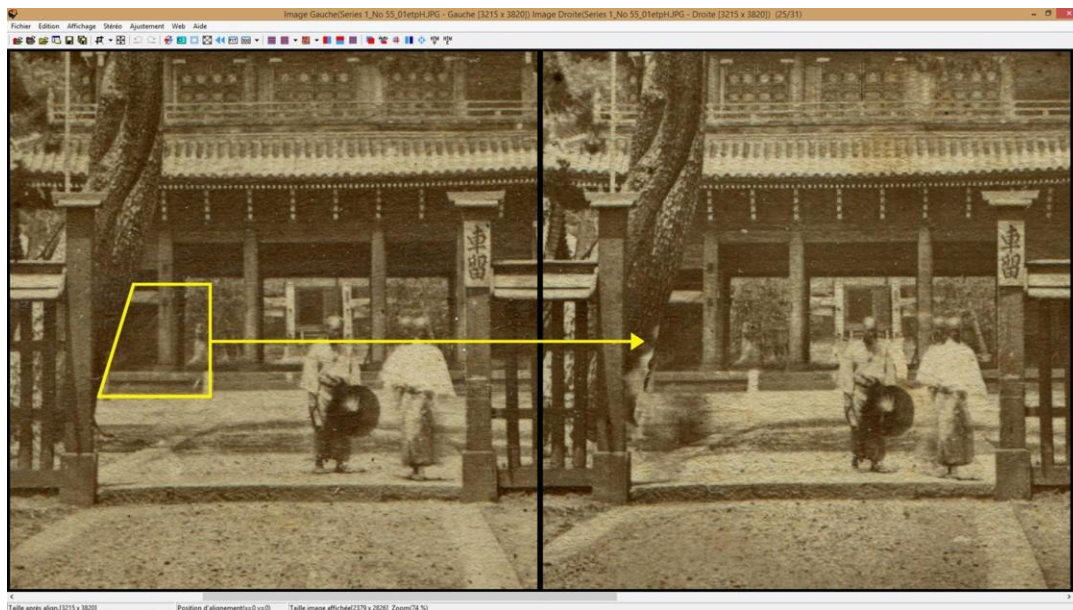 Image Gauche(Series 1_No 55_01etpH.JPG - Gauche [3215 x 3820]) Image Droite(Series 1_No 55_01etpH.JPG - Droite [3215 x 3820]) (25/31)
Fichier Edition Affichage Stéréo Ajustement Web Aide
車留
車留
Taille après align.[3215 x 3820] Position d'alignement(x=0 y=0) Taille image affichée[2379 x 2826] Zoom(74 %)